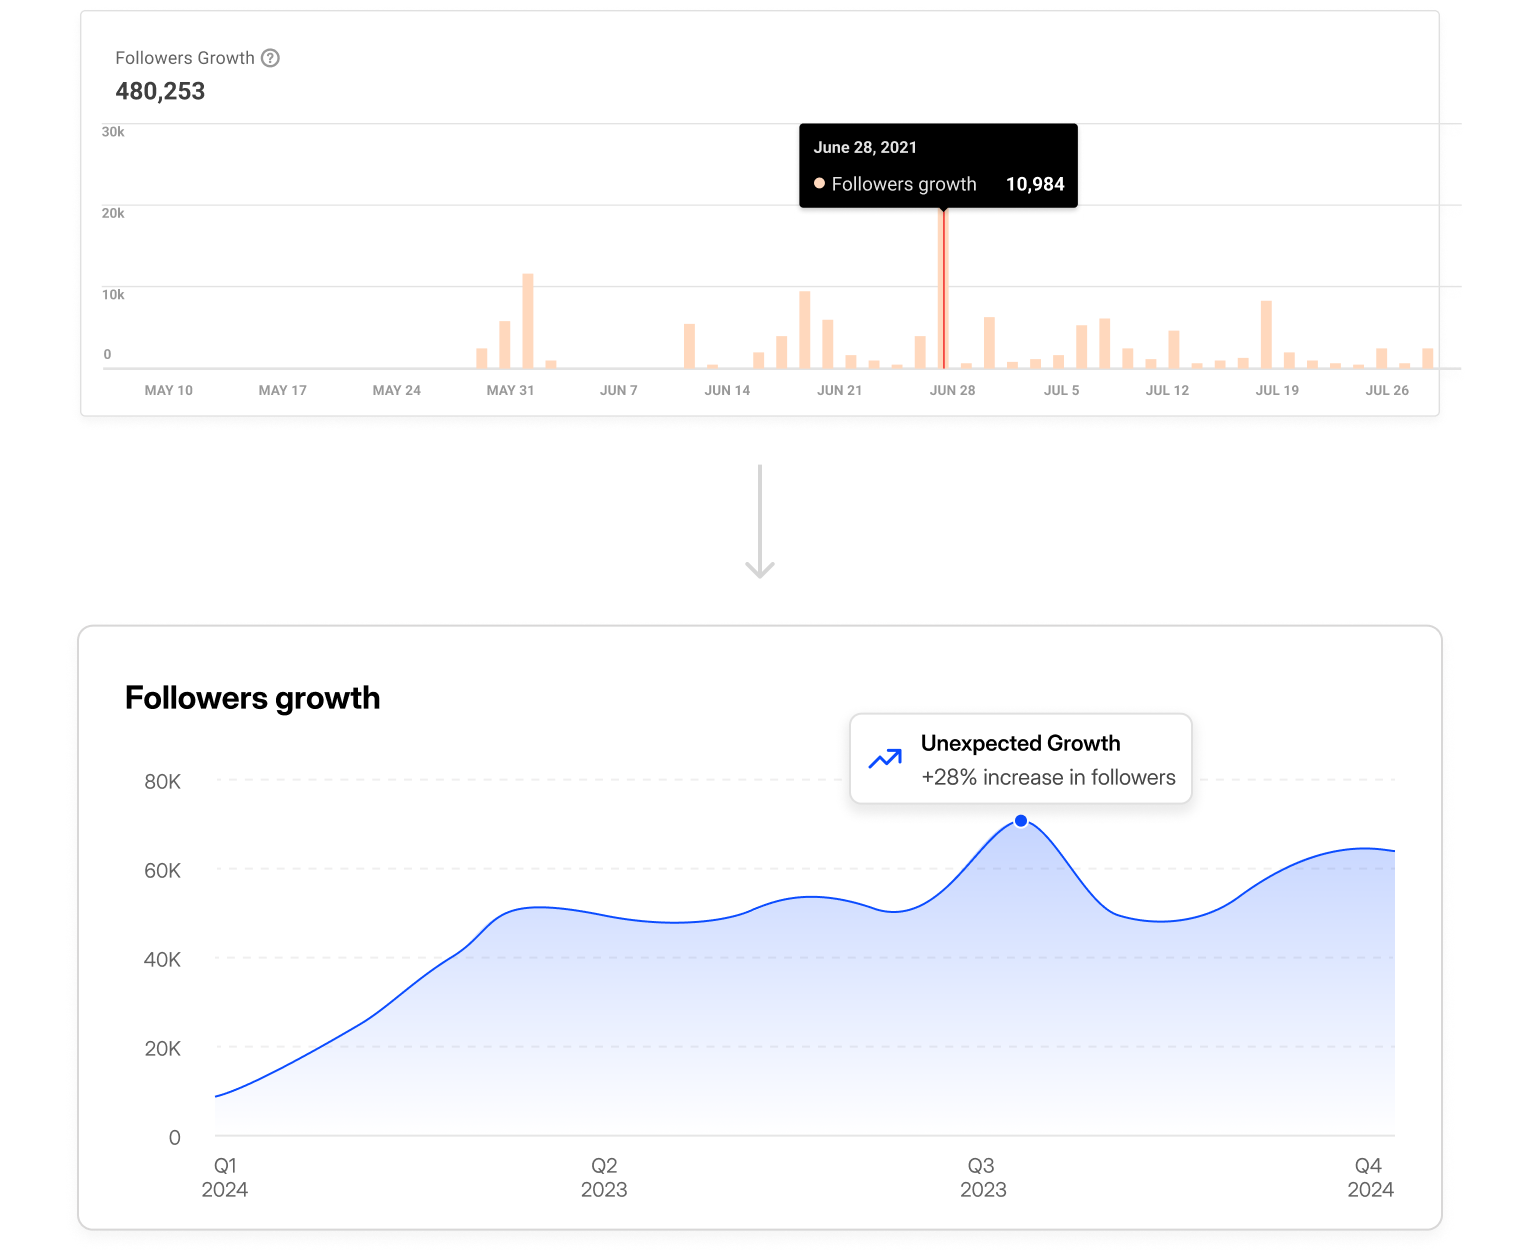 Followers Growth ?
480,253
30k
June 28, 2021
Followers growth 10,984
20k
10k
0
MAY 10 MAY 17 MAY 24 MAY 31 JUN 7 JUN 14 JUN 21 JUN 28 JUL 5 JUL 12 JUL 19 JUL 26
Followers growth
Unexpected Growth
+28% increase in followers
80K
60K
40K
20K
0
Q1 Q2 Q3 Q4
2024 2023 2023 2024